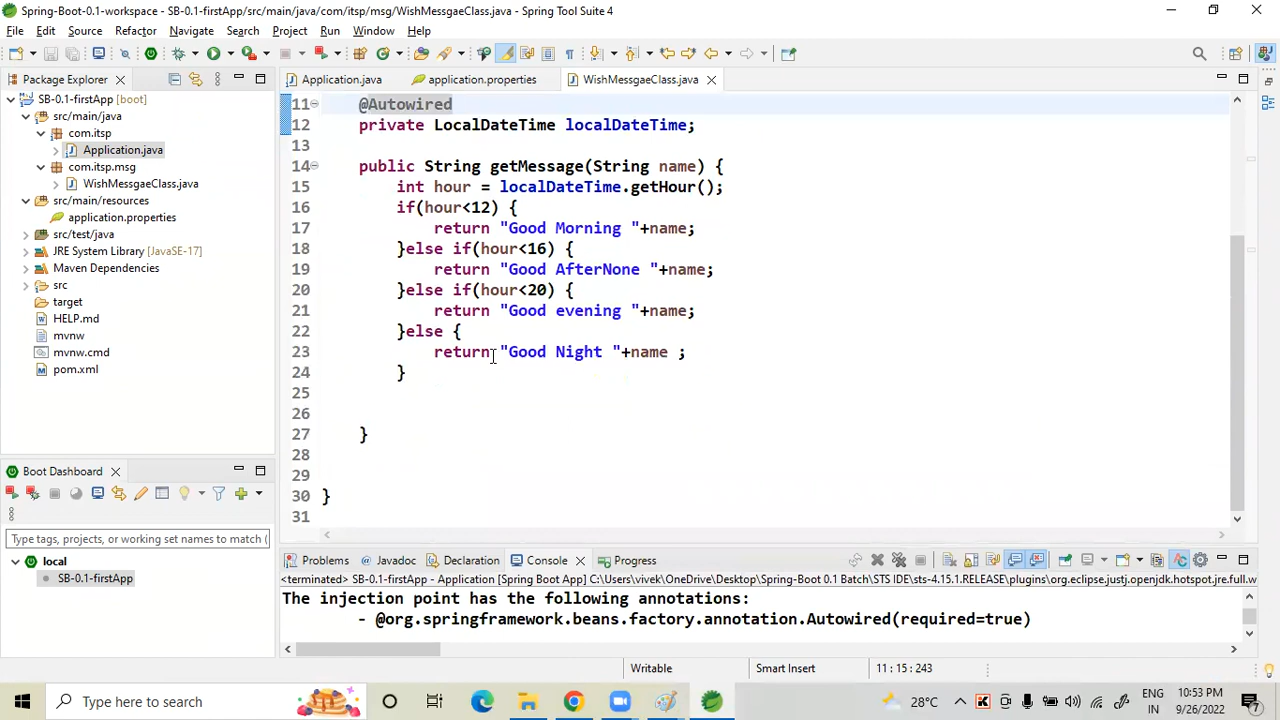 Spring-Boot-0.1-workspace - SB-0.1-firstApp/src/main/java/com/itsp/msg/WishMessgaeClass.java - Spring Tool Suite 4
File Edit Source Refactor Navigate Search Project Run Window Help
Package Explorer
Application.java
application.properties
WishMessgaeClass.java
SB-0.1-firstApp [boot]
src/main/java
com.itsp
Application.java
com.itsp.msg
WishMessgaeClass.java
src/main/resources
application.properties
src/test/java
JRE System Library [JavaSE-17]
Maven Dependencies
src
target
HELP.md
mvnw
mvnw.cmd
pom.xml
11 @Autowired
12 private LocalDateTime localDateTime;
13
14 public String getMessage(String name) {
15 int hour = localDateTime.getHour();
16 if(hour<12) {
17 return "Good Morning "+name;
18 }else if(hour<16) {
19 return "Good AfterNone "+name;
20 }else if(hour<20) {
21 return "Good evening "+name;
22 }else {
23 return "Good Night "+name ;
24 }
25
26
27 }
28
29
30 }
31
Boot Dashboard
Type tags, projects, or working set names to match (
local
SB-0.1-firstApp
Problems Javadoc Declaration Console Progress
<terminated> SB-0.1-firstApp - Application [Spring Boot App] C:\Users\vivek\OneDrive\Desktop\Spring-Boot 0.1 Batch\STS IDE\sts-4.15.1.RELEASE\plugins\org.eclipse.justj.openjdk.hotspot.jre.full.w
The injection point has the following annotations:
- @org.springframework.beans.factory.annotation.Autowired(required=true)
Writable Smart Insert 11 : 15 : 243
Type here to search
28°C
ENG
IN
10:53 PM
9/26/2022
7